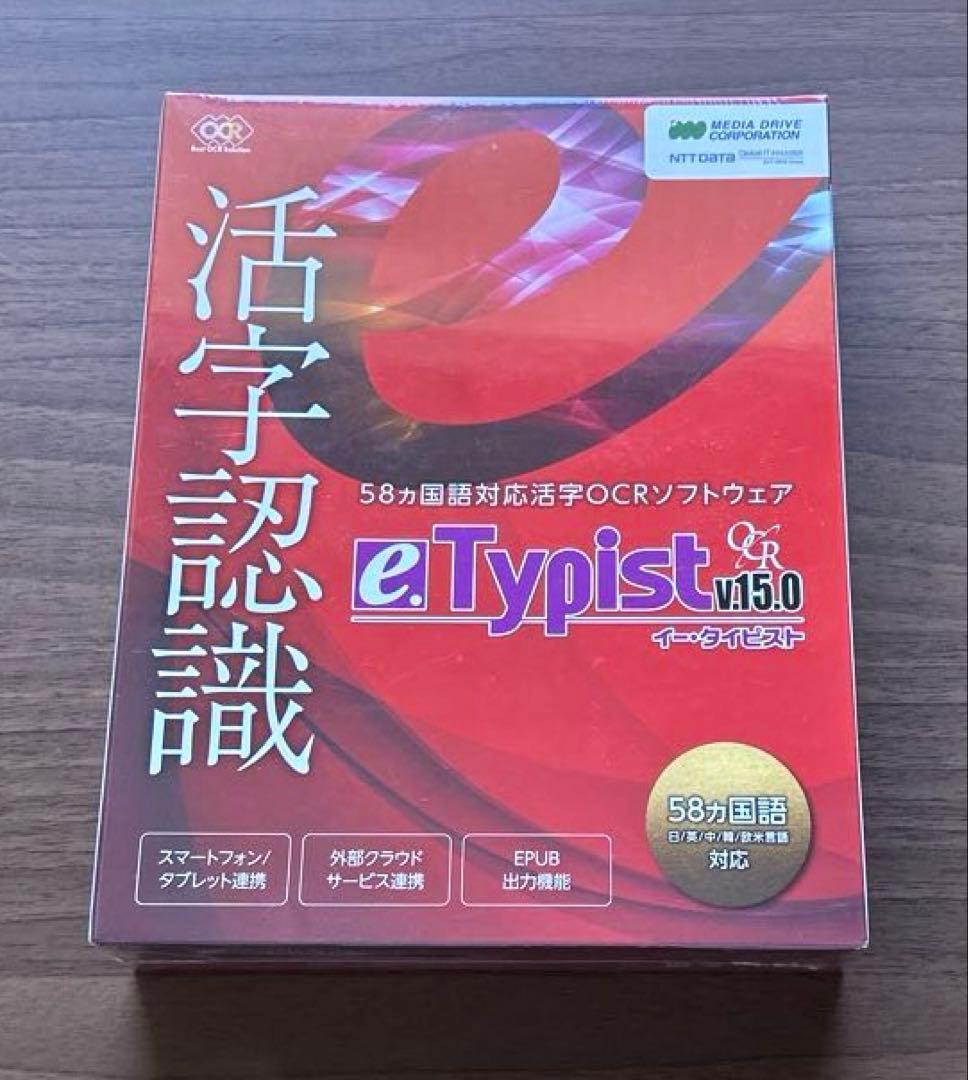 OCR
Best OCR Solution
MEDIA DRIVE
CORPORATION
NTT DATA
活字認識
58ヵ国語対応活字OCRソフトウェア
e.Typist
OCR
v.15.0
イー・タイピスト
58ヵ国語
日/英/中/韓/欧米言語
対応
スマートフォン/
タブレット連携
外部クラウド
サービス連携
EPUB
出力機能